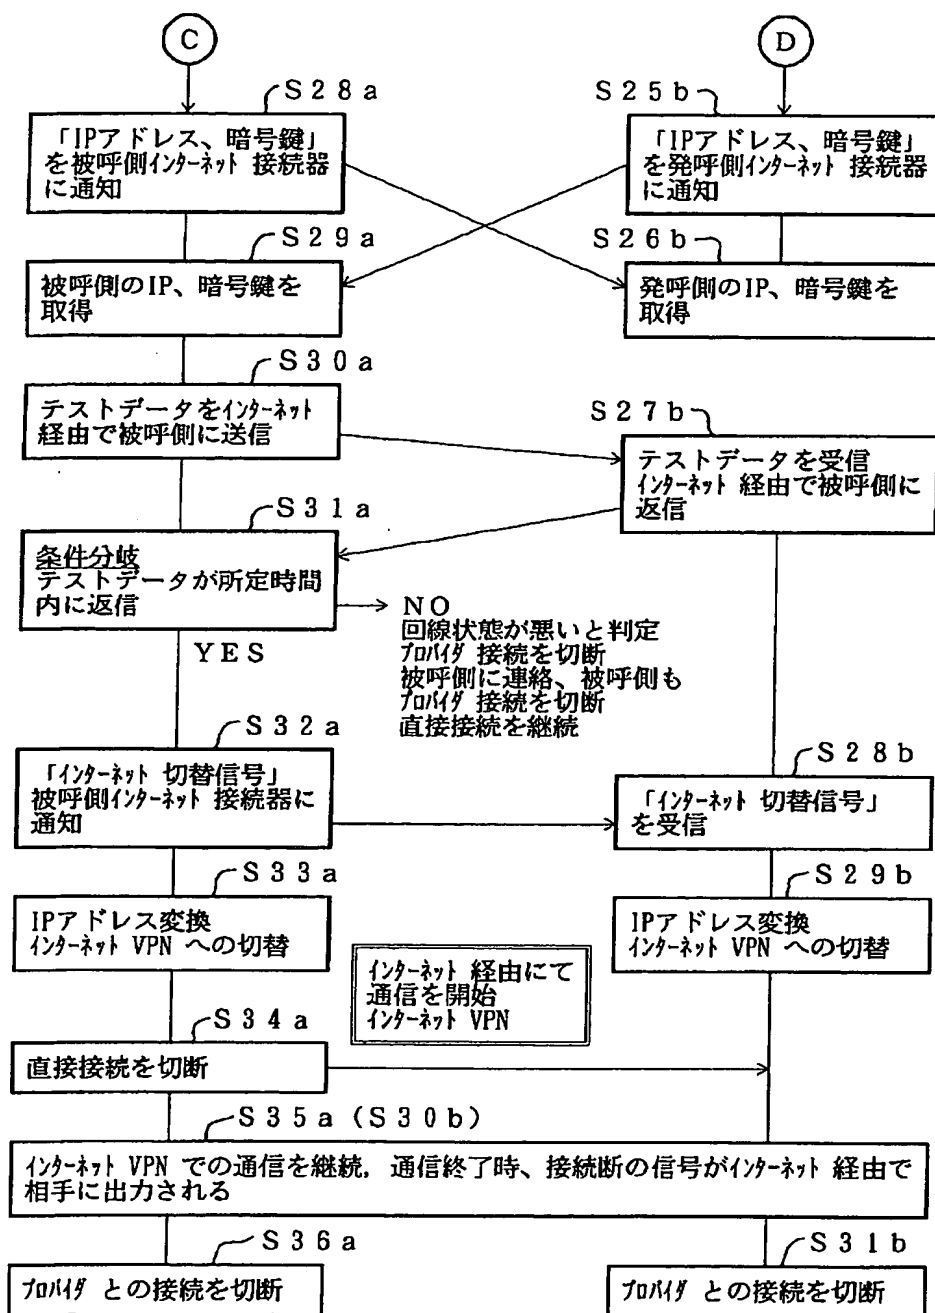 C
D
S28a
S25b
「IPアドレス、暗号鍵」
を被呼側インターネット 接続器
に通知
「IPアドレス、暗号鍵」
を発呼側インターネット 接続器
に通知
S29a
S26b
被呼側のIP、暗号鍵を
取得
発呼側のIP、暗号鍵を
取得
S30a
テストデータをインターネット
経由で被呼側に送信
S27b
テストデータを受信
インターネット 経由で被呼側に
返信
S31a
条件分岐
テストデータが所定時間
内に返信
NO
回線状態が悪いと判定
プロバイダ 接続を切断
被呼側に連絡、被呼側も
プロバイダ 接続を切断
直接接続を継続
YES
S32a
「インターネット 切替信号」
被呼側インターネット 接続器に
通知
S28b
「インターネット 切替信号」
を受信
S33a
IPアドレス変換
インターネット VPN への切替
S29b
IPアドレス変換
インターネット VPN への切替
インターネット 経由にて
通信を開始
インターネット VPN
S34a
直接接続を切断
S35a (S30b)
インターネット VPN での通信を継続, 通信終了時、接続断の信号がインターネット 経由で
相手に出力される
S36a
プロバイダ との接続を切断
S31b
プロバイダ との接続を切断